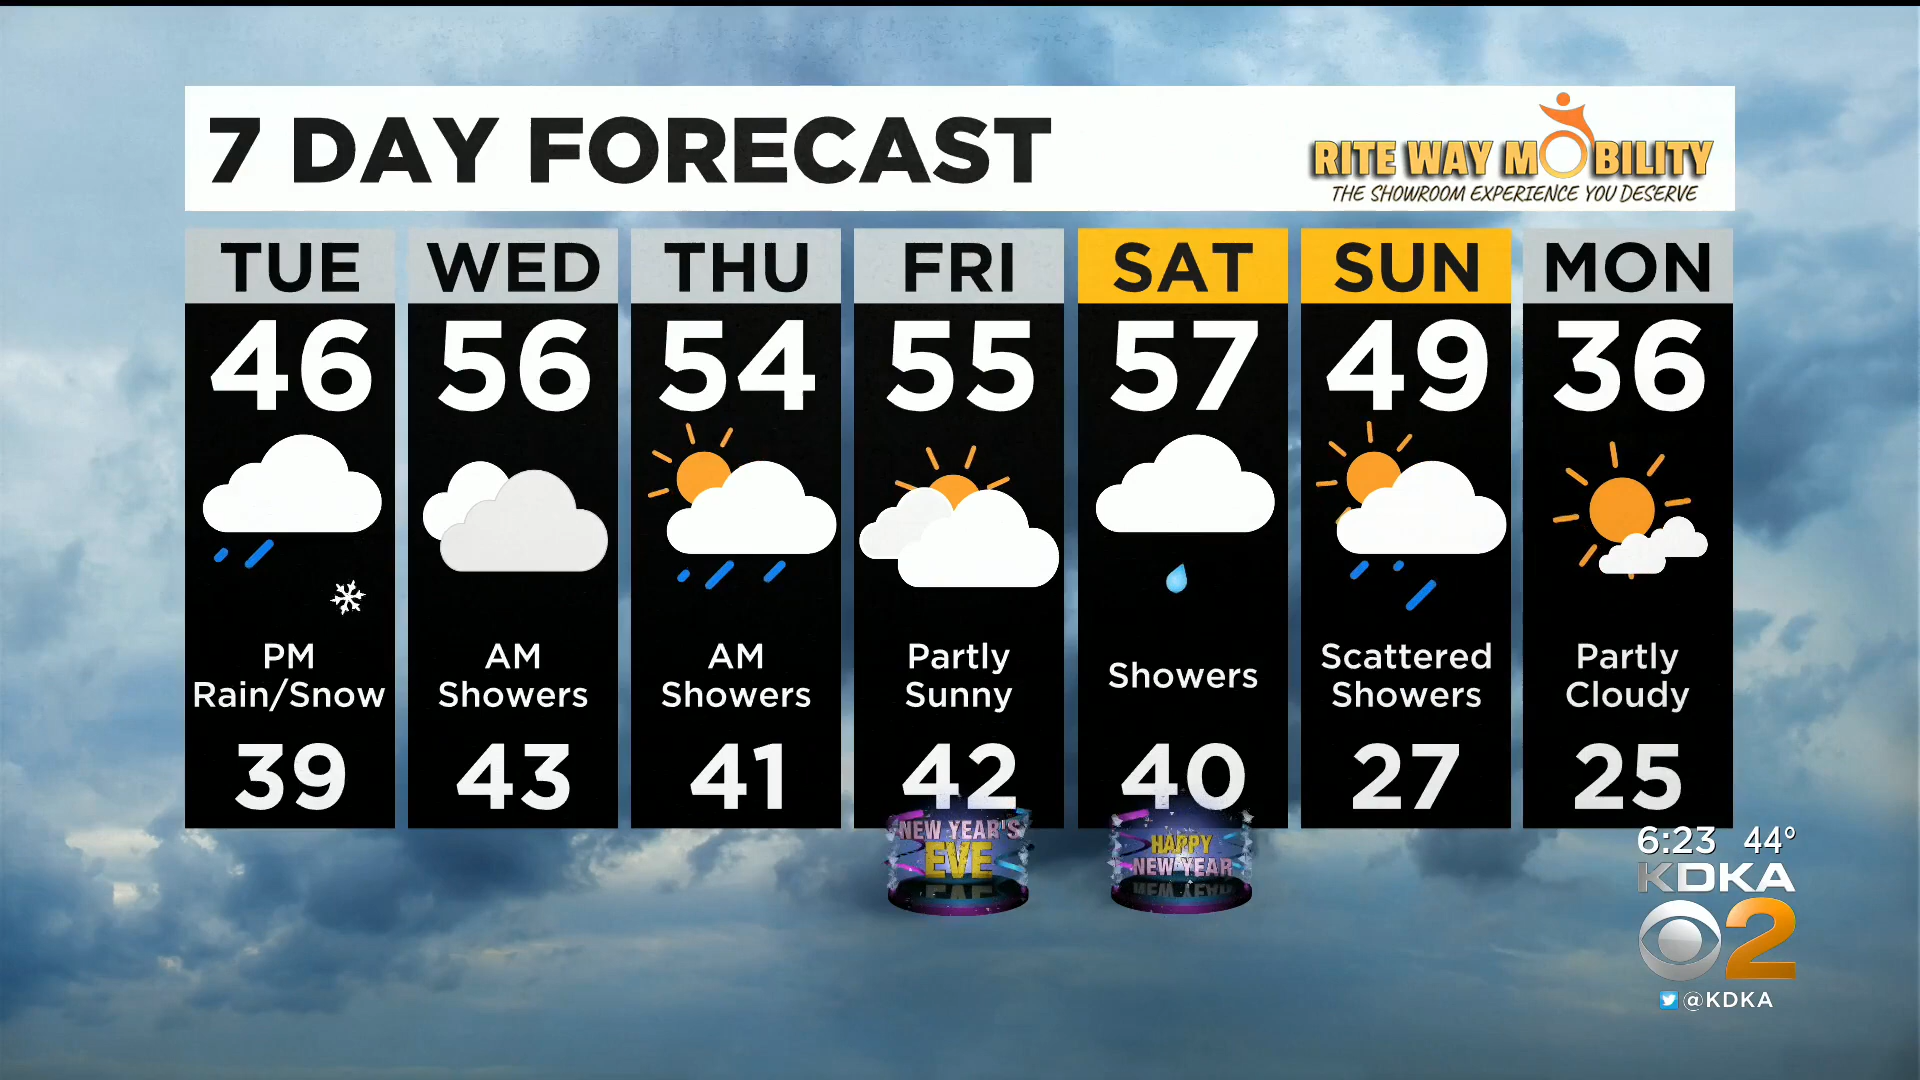 7 DAY FORECAST
RITE WAY MOBILITY
THE SHOWROOM EXPERIENCE YOU DESERVE
TUE
46
PM
Rain/Snow
39
WED
56
AM
Showers
43
THU
54
AM
Showers
41
FRI
55
Partly
Sunny
42
NEW YEAR'S
EVE
SAT
57
Showers
40
HAPPY
NEW YEAR
SUN
49
Scattered
Showers
27
MON
36
Partly
Cloudy
25
6:23 44°
KDKA
2
@KDKA